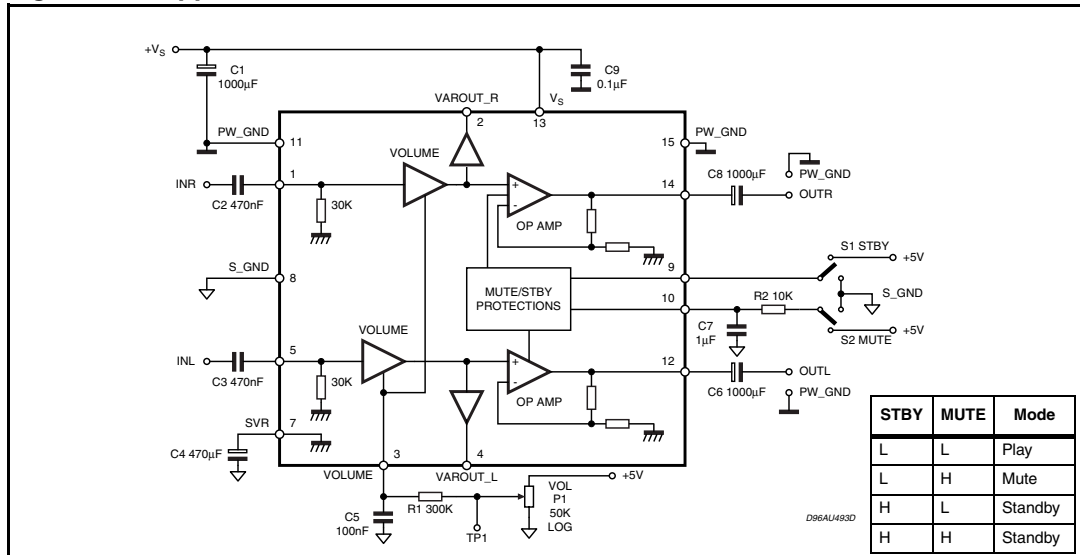 +VS
C1
1000µF
C9
0.1µF
VAROUT_R
VS
2
13
PW_GND
11
15
PW_GND
VOLUME
C8 1000µF
PW_GND
INR
1
14
OUTR
C2 470nF
30K
+
-
OP AMP
S1 STBY
+5V
S_GND
8
9
MUTE/STBY
PROTECTIONS
10
R2 10K
S_GND
C7
1µF
S2 MUTE
+5V
VOLUME
INL
5
12
OUTL
C3 470nF
30K
+
-
OP AMP
C6 1000µF
PW_GND
SVR
7
C4 470µF
3
4
VOLUME
VAROUT_L
+5V
R1 300K
VOL
P1
50K
LOG
C5
100nF
TP1
D96AU493D
STBY MUTE Mode
L L Play
L H Mute
H L Standby
H H Standby